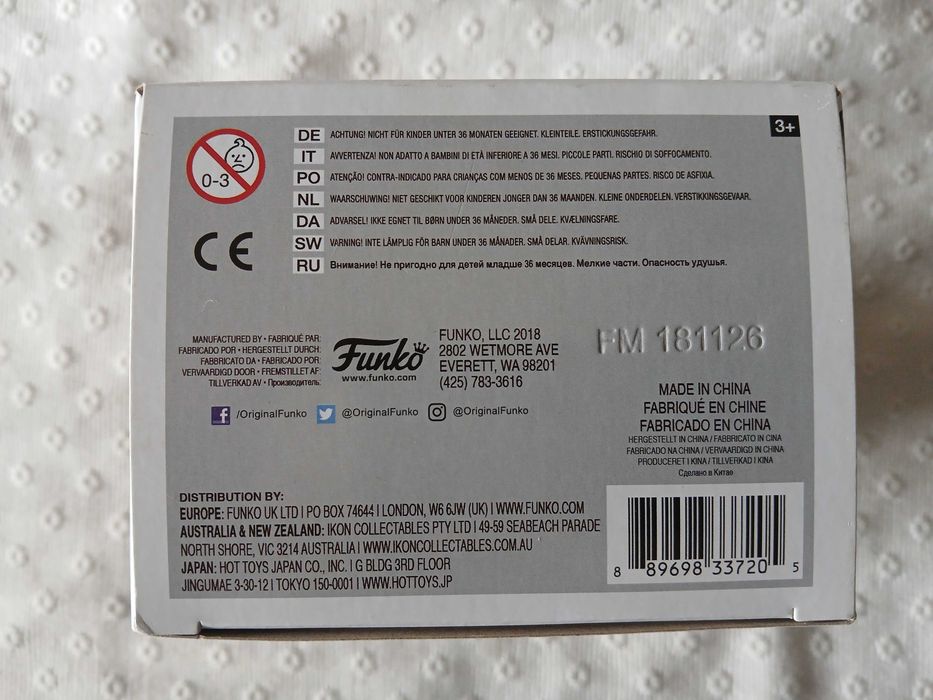 3+
0-3
DE ACHTUNG! NICHT FÜR KINDER UNTER 36 MONATEN GEEIGNET. KLEINTEILE. ERSTICKUNGSGEFAHR.
IT AVVERTENZA! NON ADATTO A BAMBINI DI ETÀ INFERIORE A 36 MESI. PICCOLE PARTI. RISCHIO DI SOFFOCAMENTO.
PO ATENÇÃO! CONTRA-INDICADO PARA CRIANÇAS COM MENOS DE 36 MESES. PEQUENAS PARTES. RISCO DE ASFIXIA.
NL WAARSCHUWING! NIET GESCHIKT VOOR KINDEREN JONGER DAN 36 MAANDEN. KLEINE ONDERDELEN. VERSTIKKINGSGEVAAR.
DA ADVARSEL! IKKE EGNET TIL BØRN UNDER 36 MÅNEDER. SMÅ DELE. KVÆLNINGSFARE.
SW VARNING! INTE LÄMPLIG FÖR BARN UNDER 36 MÅNADER. SMÅ DELAR. KVÄVNINGSRISK.
RU Внимание! Не пригодно для детей младше 36 месяцев. Мелкие части. Опасность удушья.
CE
MANUFACTURED BY • FABRIQUÉ PAR:
FABRICADO POR • HERGESTELLT DURCH:
FABBRICATO DA • FABRICADO POR:
VERVAARDIGD DOOR • FREMSTILLET AF:
TILLVERKAD AV • Производитель:
Funko
www.funko.com
FUNKO, LLC 2018
2802 WETMORE AVE
EVERETT, WA 98201
(425) 783-3616
FM 181126
/OriginalFunko @OriginalFunko @OriginalFunko
MADE IN CHINA
FABRIQUÉ EN CHINE
FABRICADO EN CHINA
HERGESTELLT IN CHINA / FABBRICATO IN CINA
FABRICADO NA CHINA / VERVAARDIGD IN CHINA
PRODUCERET I KINA / TILLVERKAD I KINA
Сделано в Китае
DISTRIBUTION BY:
EUROPE: FUNKO UK LTD | PO BOX 74644 | LONDON, W6 6JW (UK) | WWW.FUNKO.COM
AUSTRALIA & NEW ZEALAND: IKON COLLECTABLES PTY LTD | 49-59 SEABEACH PARADE
NORTH SHORE, VIC 3214 AUSTRALIA | WWW.IKONCOLLECTABLES.COM.AU
JAPAN: HOT TOYS JAPAN CO., INC. | G BLDG 3RD FLOOR
JINGUMAE 3-30-12 | TOKYO 150-0001 | WWW.HOTTOYS.JP
8 89698 33720 5